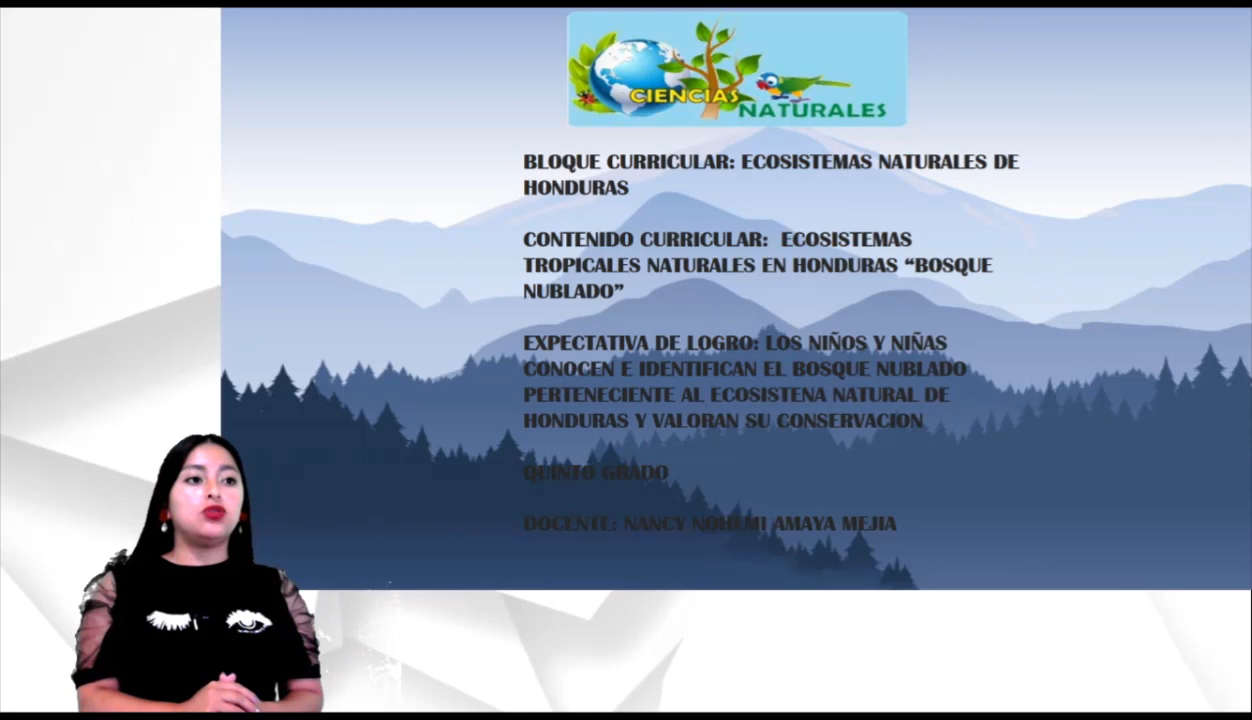 CIENCIAS
NATURALES
BLOQUE CURRICULAR: ECOSISTEMAS NATURALES DE
HONDURAS
CONTENIDO CURRICULAR: ECOSISTEMAS
TROPICALES NATURALES EN HONDURAS “BOSQUE
NUBLADO”
EXPECTATIVA DE LOGRO: LOS NIÑOS Y NIÑAS
CONOCEN E IDENTIFICAN EL BOSQUE NUBLADO
PERTENECIENTE AL ECOSISTENA NATURAL DE
HONDURAS Y VALORAN SU CONSERVACION
QUINTO GRADO
DOCENTE: NANCY NOHEMI AMAYA MEJIA